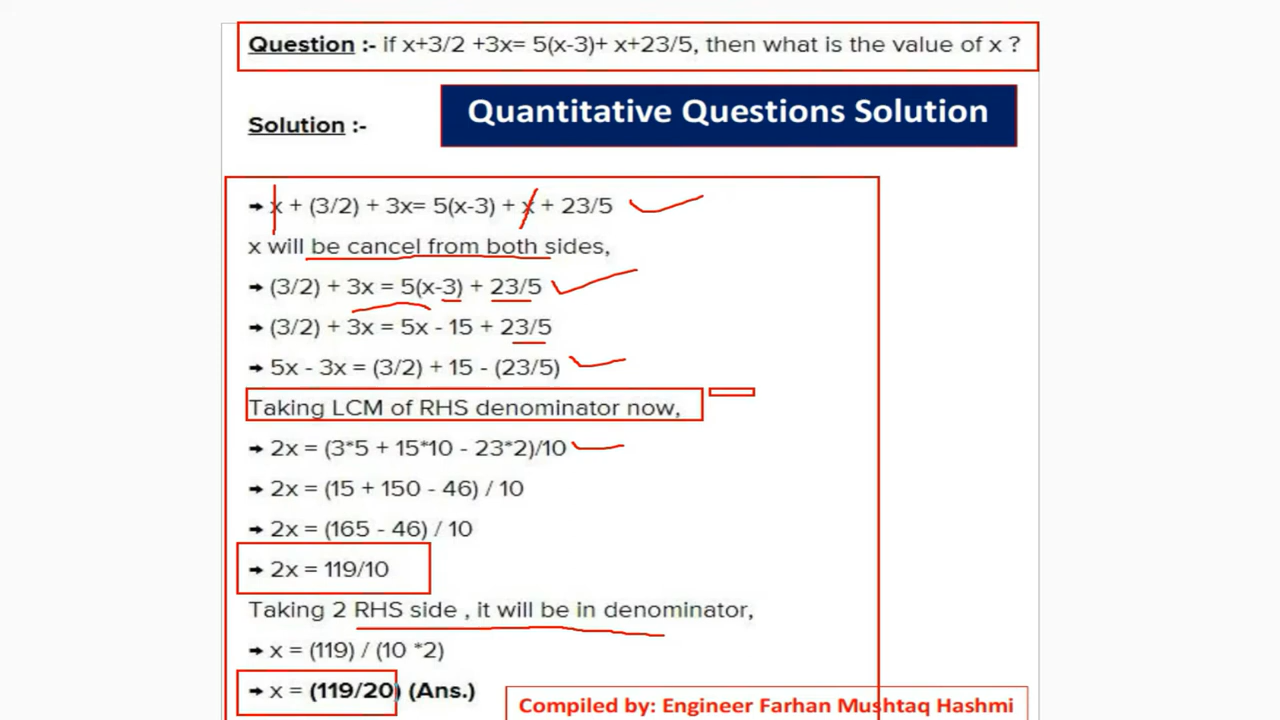 Question :- if x+3/2 +3x= 5(x-3)+ x+23/5, then what is the value of x ?
Quantitative Questions Solution
Solution :-
→ x + (3/2) + 3x= 5(x-3) + x + 23/5
x will be cancel from both sides,
→ (3/2) + 3x = 5(x-3) + 23/5
→ (3/2) + 3x = 5x - 15 + 23/5
→ 5x - 3x = (3/2) + 15 - (23/5)
Taking LCM of RHS denominator now,
→ 2x = (3*5 + 15*10 - 23*2)/10
→ 2x = (15 + 150 - 46) / 10
→ 2x = (165 - 46) / 10
→ 2x = 119/10
Taking 2 RHS side , it will be in denominator,
→ x = (119) / (10 *2)
→ x = (119/20) (Ans.)
Compiled by: Engineer Farhan Mushtaq Hashmi